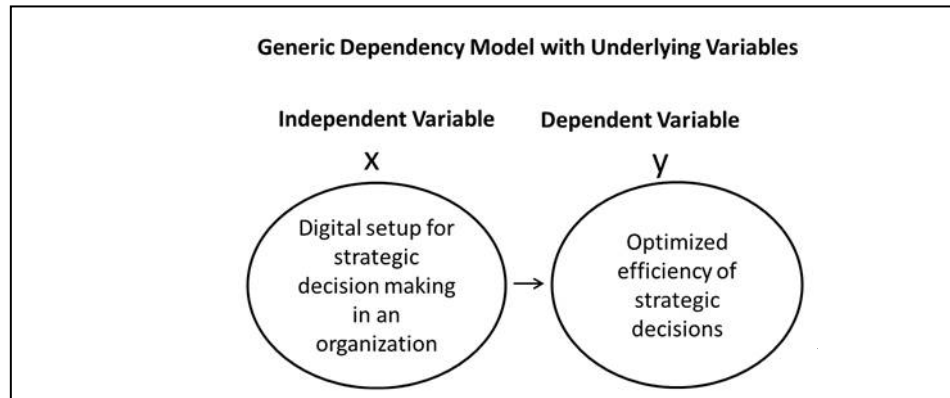 Generic Dependency Model with Underlying Variables
Independent Variable
Dependent Variable
x
y
Digital setup for
strategic
decision making
in an
organization
→
Optimized
efficiency of
strategic
decisions